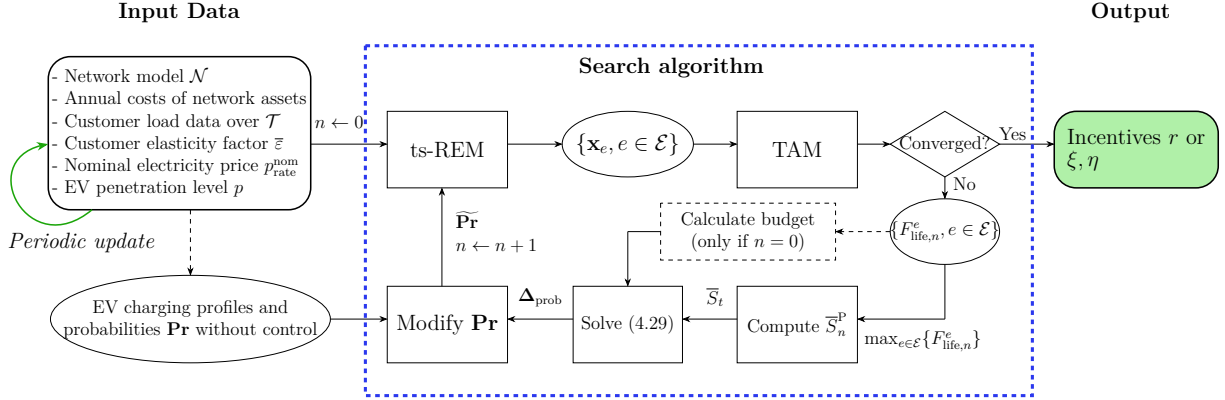 Input Data
Output
Search algorithm
- Network model 𝒩
- Annual costs of network assets
- Customer load data over 𝒯
- Customer elasticity factor ε̅
- Nominal electricity price p_rate^nom
- EV penetration level p
Periodic update
n ← 0
ts-REM
{x_e, e ∈ ℰ}
TAM
Converged?
Yes
Incentives r or
ξ, η
No
{F^e_life,n, e ∈ ℰ}
Calculate budget
(only if n = 0)
P̃r
n ← n + 1
EV charging profiles and
probabilities Pr without control
Modify Pr
Δ_prob
Solve (4.29)
S̅_t
Compute S̅_n^P
max_e∈ℰ{F^e_life,n}